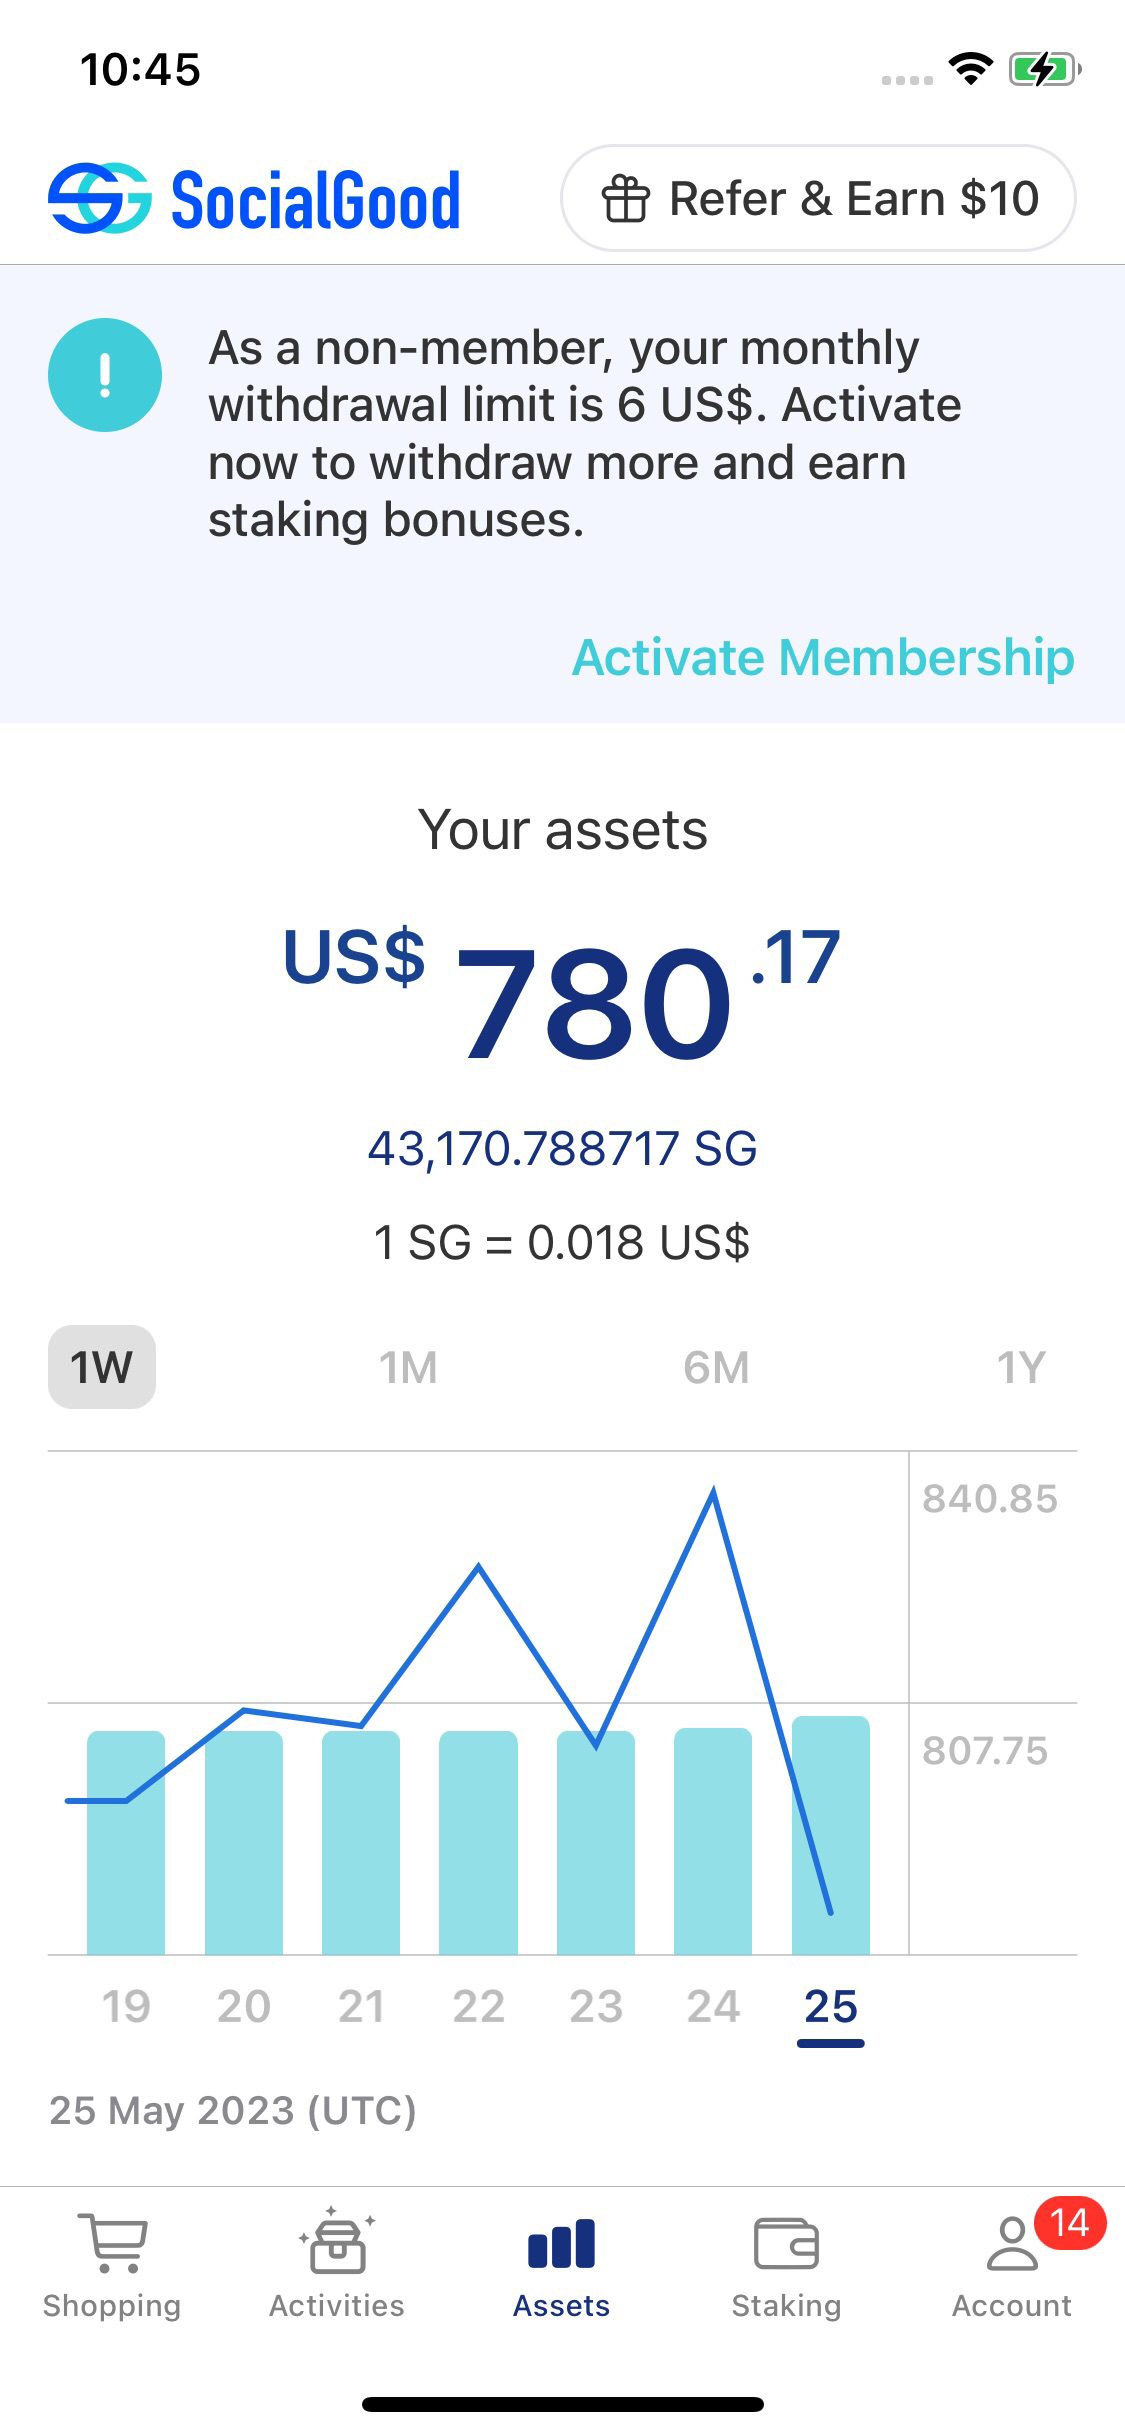 10:45
SocialGood
Refer & Earn $10
As a non-member, your monthly
withdrawal limit is 6 US$. Activate
now to withdraw more and earn
staking bonuses.
Activate Membership
Your assets
US$ 780.17
43,170.788717 SG
1 SG = 0.018 US$
1W 1M 6M 1Y
840.85
807.75
19 20 21 22 23 24 25
25 May 2023 (UTC)
14
Shopping Activities Assets Staking Account